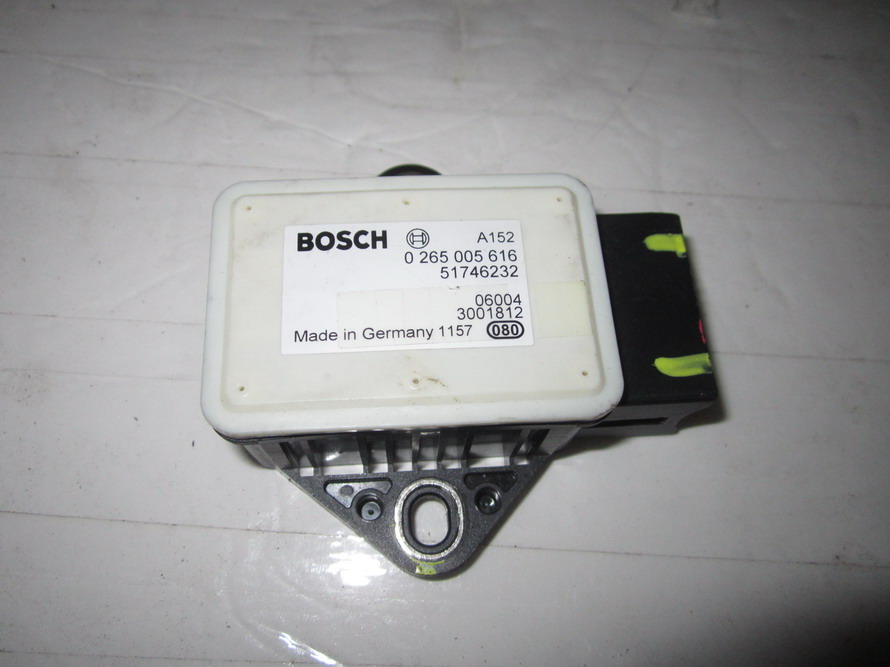 BOSCH A152
0 265 005 616
51746232
06004
3001812
Made in Germany 1157 080